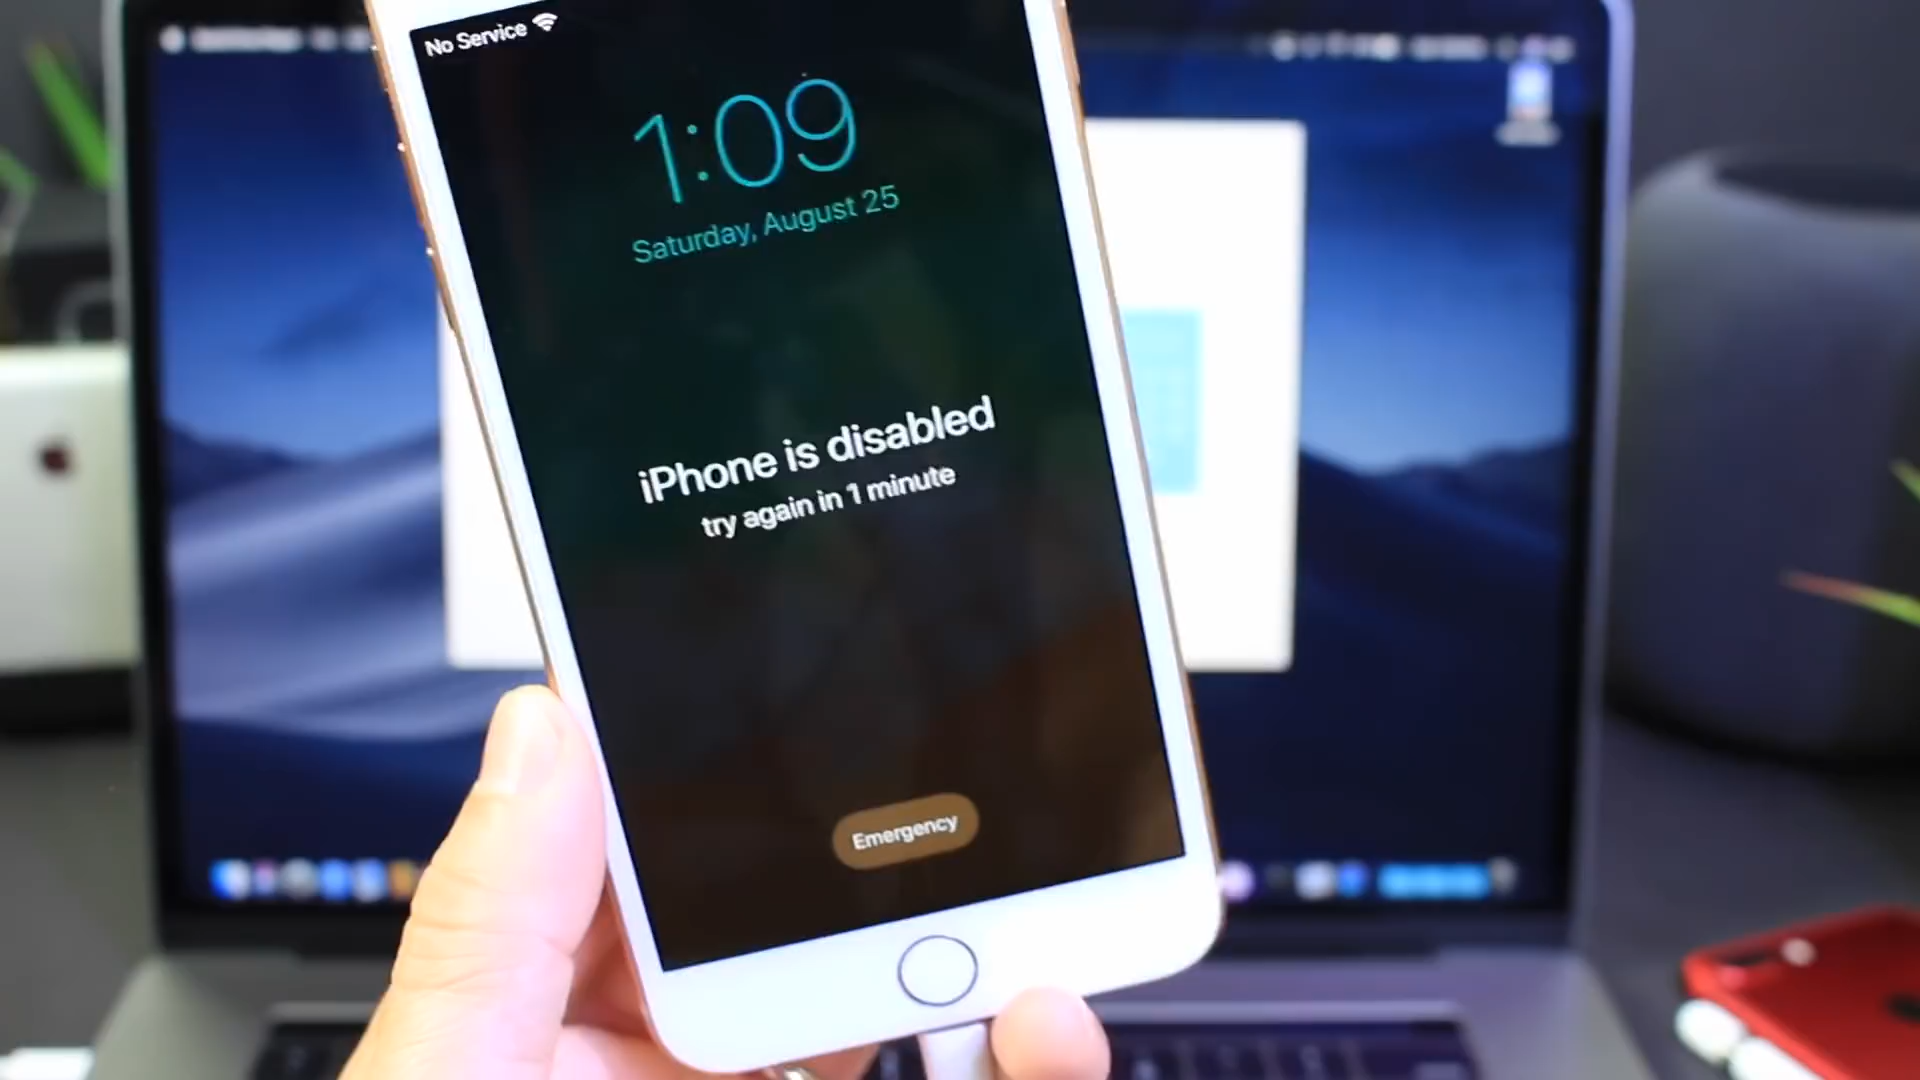 No Service
1:09
Saturday, August 25
iPhone is disabled
try again in 1 minute
Emergency